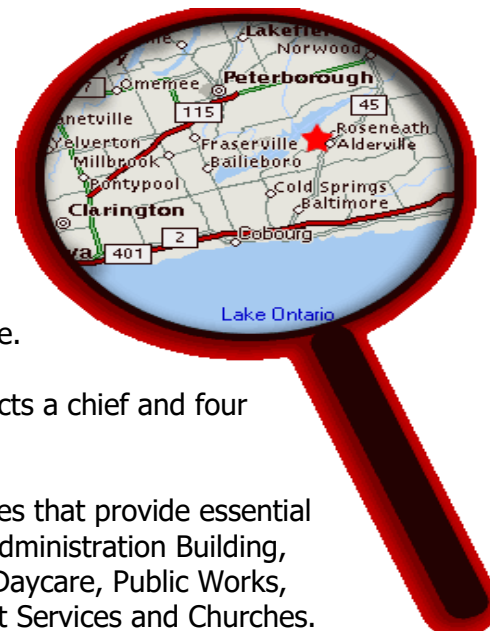 Lakefie
Norwood
y
Peterborough
7
Omemee
115
45
anetville
Roseneath
Yelverton
Fraserville
Alderville
Millbrook
Bailieboro
Pontypool
Cold Springs
Baltimore
Clarington
2
Cobourg
va
401
Lake Ontario
e.
cts a chief and four
es that provide essential
dministration Building,
Daycare, Public Works,
t Services and Churches.